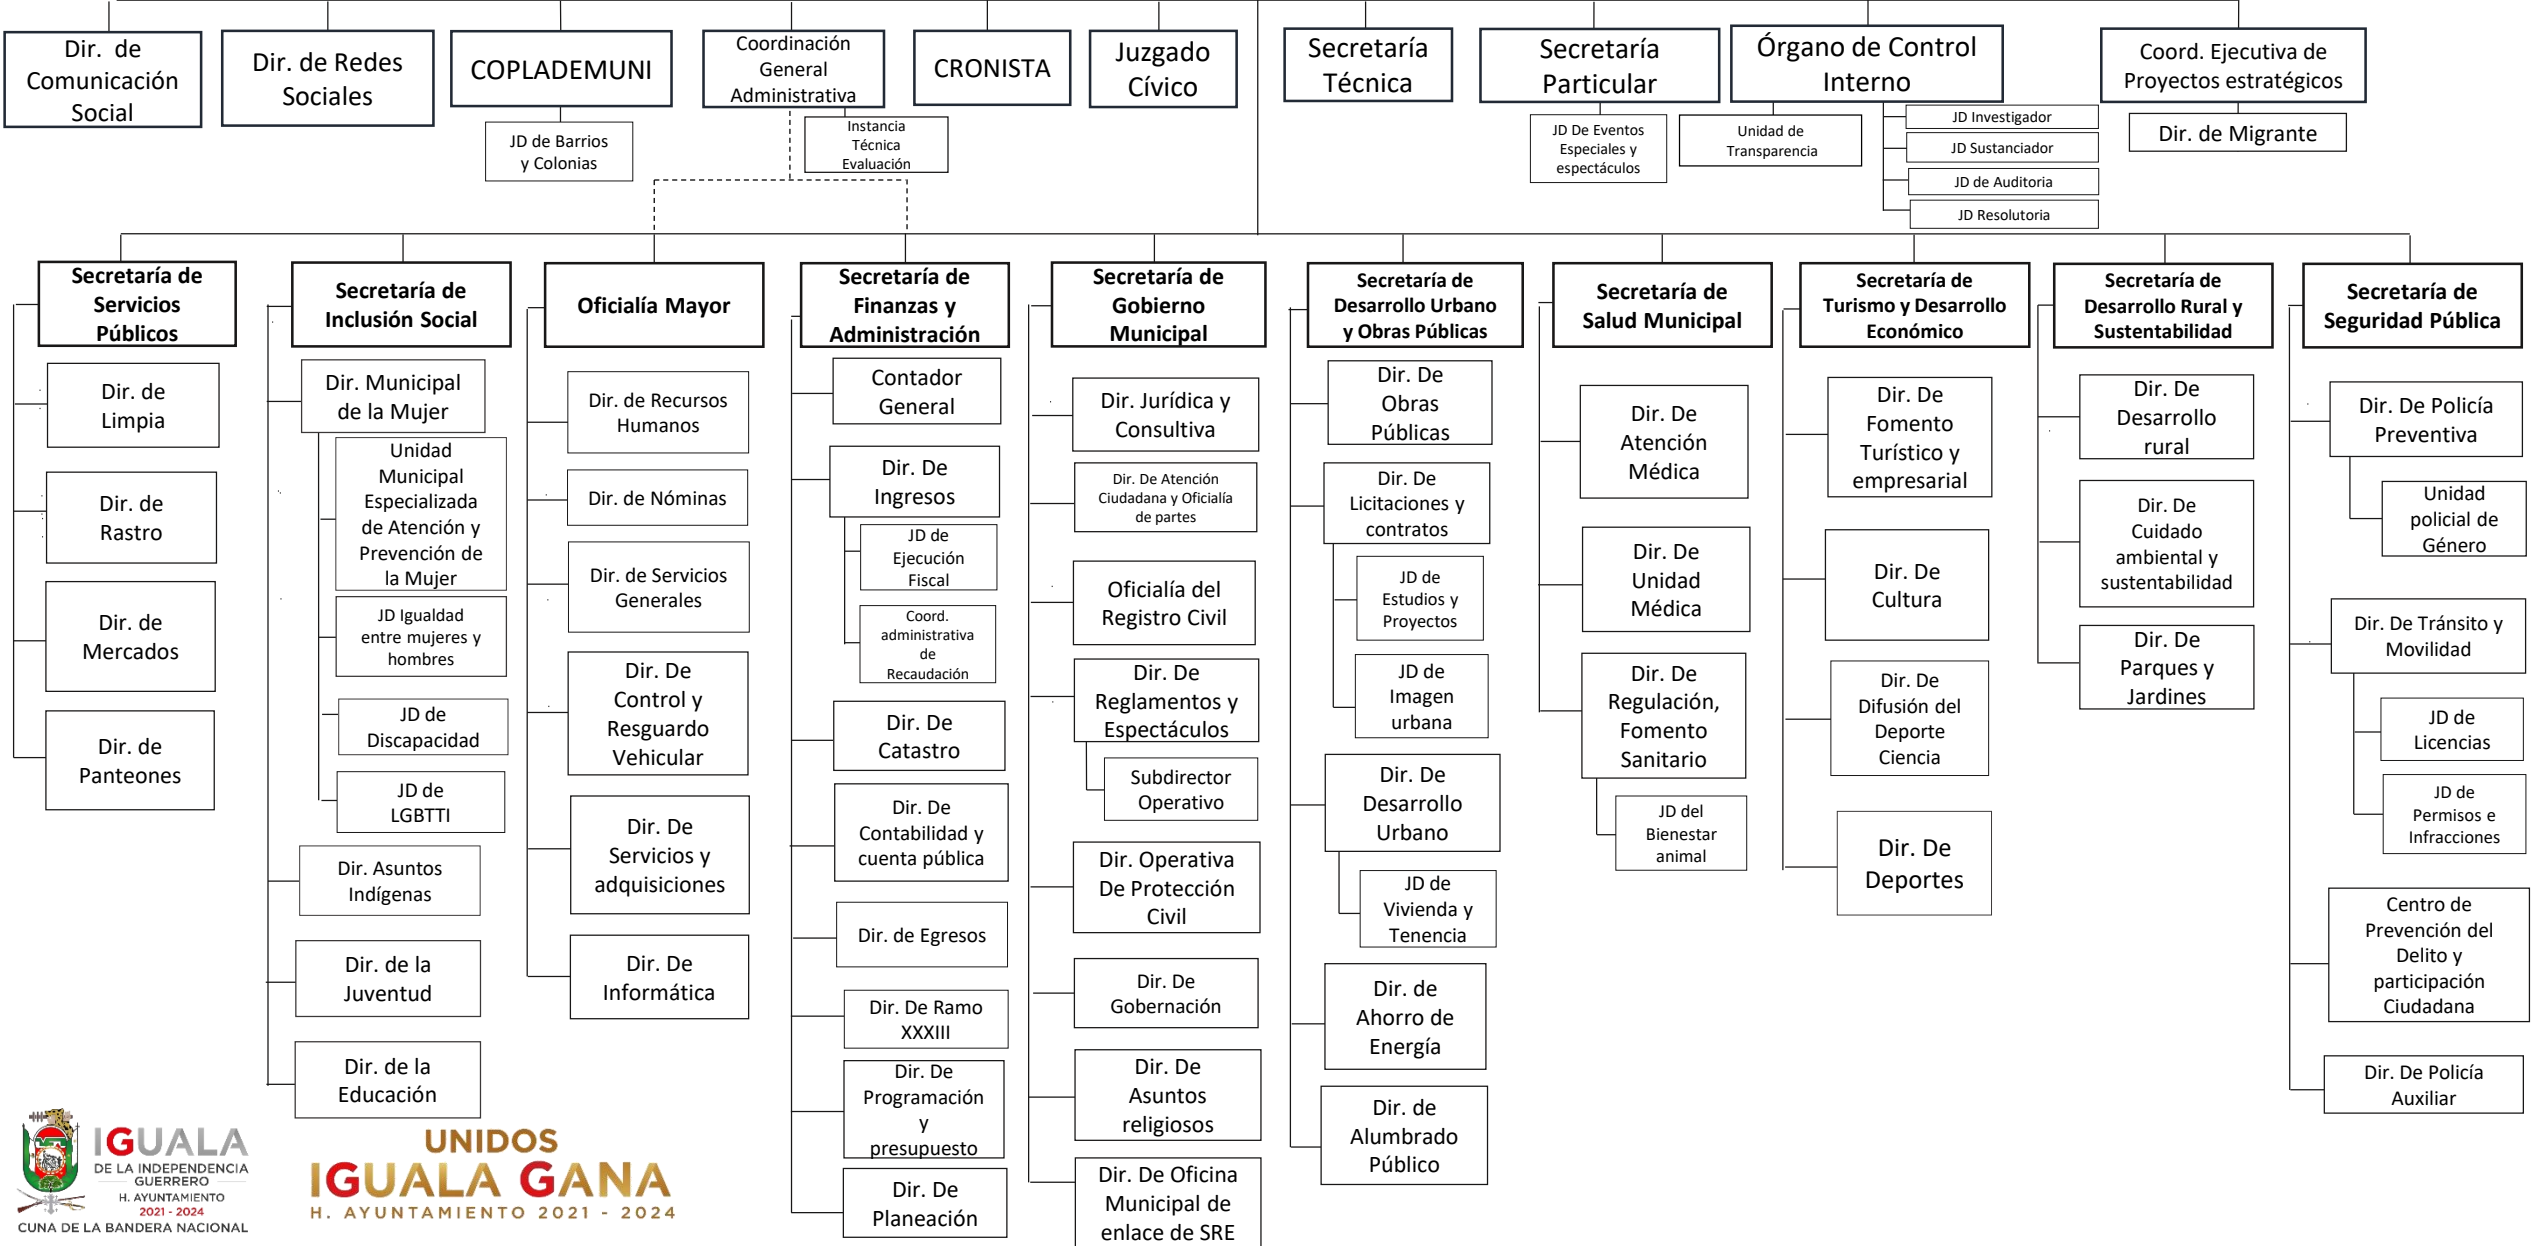 Dir. de
Comunicación
Social
Dir. de Redes
Sociales
COPLADEMUNI
JD de Barrios
y Colonias
Coordinación
General
Administrativa
Instancia
Técnica
Evaluación
CRONISTA
Juzgado
Cívico
Secretaría
Técnica
Secretaría
Particular
JD De Eventos
Especiales y
espectáculos
Órgano de Control
Interno
Unidad de
Transparencia
JD Investigador
JD Sustanciador
JD de Auditoria
JD Resolutoria
Coord. Ejecutiva de
Proyectos estratégicos
Dir. de Migrante
Secretaría de
Servicios
Públicos
Dir. de
Limpia
Dir. de
Rastro
Dir. de
Mercados
Dir. de
Panteones
Secretaría de
Inclusión Social
Dir. Municipal
de la Mujer
Unidad
Municipal
Especializada
de Atención y
Prevención de
la Mujer
JD Igualdad
entre mujeres y
hombres
JD de
Discapacidad
JD de
LGBTTI
Dir. Asuntos
Indígenas
Dir. de la
Juventud
Dir. de la
Educación
Oficialía Mayor
Dir. de Recursos
Humanos
Dir. de Nóminas
Dir. de Servicios
Generales
Dir. De
Control y
Resguardo
Vehicular
Dir. De
Servicios y
adquisiciones
Dir. De
Informática
Secretaría de
Finanzas y
Administración
Contador
General
Dir. De
Ingresos
JD de
Ejecución
Fiscal
Coord.
administrativa
de
Recaudación
Dir. De
Catastro
Dir. De
Contabilidad y
cuenta pública
Dir. de Egresos
Dir. De Ramo
XXXIII
Dir. De
Programación
y
presupuesto
Dir. De
Planeación
Secretaría de
Gobierno
Municipal
Dir. Jurídica y
Consultiva
Dir. De Atención
Ciudadana y Oficialía
de partes
Oficialía del
Registro Civil
Dir. De
Reglamentos y
Espectáculos
Subdirector
Operativo
Dir. Operativa
De Protección
Civil
Dir. De
Gobernación
Dir. De
Asuntos
religiosos
Dir. De Oficina
Municipal de
enlace de SRE
Secretaría de
Desarrollo Urbano
y Obras Públicas
Dir. De
Obras
Públicas
Dir. De
Licitaciones y
contratos
JD de
Estudios y
Proyectos
JD de
Imagen
urbana
Dir. De
Desarrollo
Urbano
JD de
Vivienda y
Tenencia
Dir. de
Ahorro de
Energía
Dir. de
Alumbrado
Público
Secretaría de
Salud Municipal
Dir. De
Atención
Médica
Dir. De
Unidad
Médica
Dir. De
Regulación,
Fomento
Sanitario
JD del
Bienestar
animal
Secretaría de
Turismo y Desarrollo
Económico
Dir. De
Fomento
Turístico y
empresarial
Dir. De
Cultura
Dir. De
Difusión del
Deporte
Ciencia
Dir. De
Deportes
Secretaría de
Desarrollo Rural y
Sustentabilidad
Dir. De
Desarrollo
rural
Dir. De
Cuidado
ambiental y
sustentabilidad
Dir. De
Parques y
Jardines
Secretaría de
Seguridad Pública
Dir. De Policía
Preventiva
Unidad
policial de
Género
Dir. De Tránsito y
Movilidad
JD de
Licencias
JD de
Permisos e
Infracciones
Centro de
Prevención del
Delito y
participación
Ciudadana
Dir. De Policía
Auxiliar
IGUALA
DE LA INDEPENDENCIA
GUERRERO
H. AYUNTAMIENTO
2021 - 2024
CUNA DE LA BANDERA NACIONAL
UNIDOS
IGUALA GANA
H. AYUNTAMIENTO 2021 - 2024